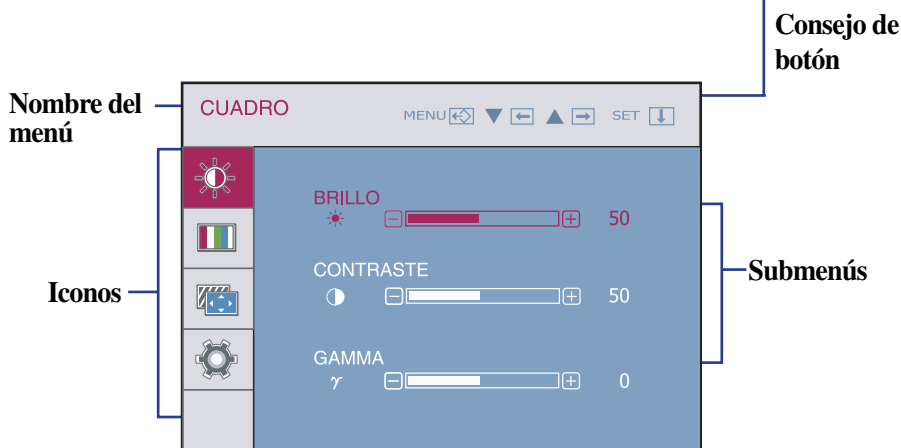 Consejo de
botón
Nombre del
menú
CUADRO
MENU ▼ ▲ SET
BRILLO
50
CONTRASTE
50
GAMMA
γ 0
Iconos
Submenús